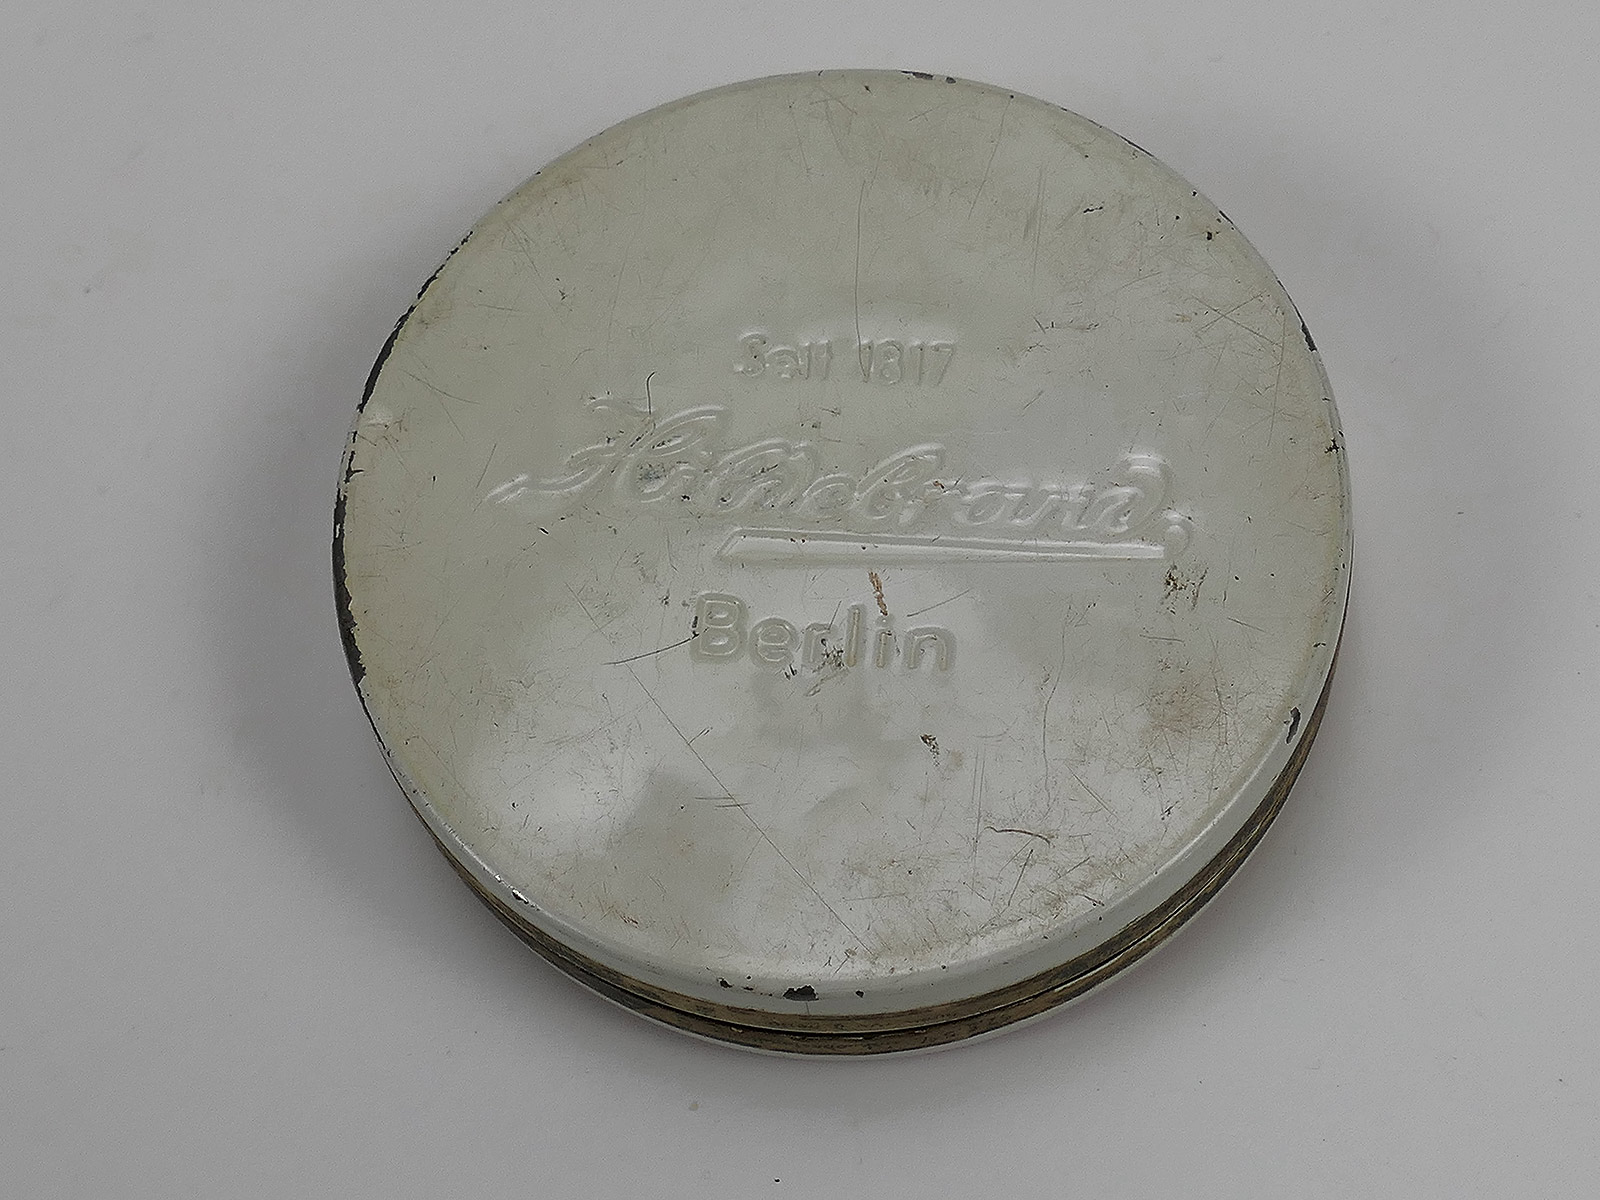 Seit 1817
Hildebrand
Berlin